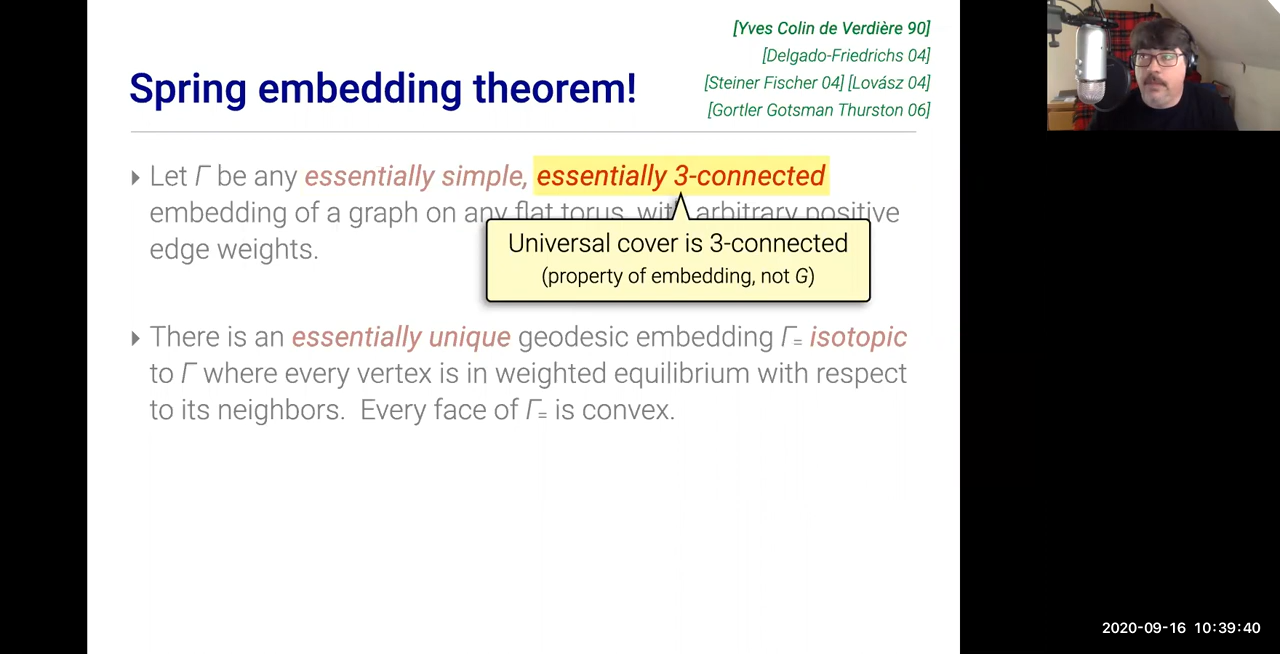 [Yves Colin de Verdière 90]
[Delgado-Friedrichs 04]
[Steiner Fischer 04] [Lovász 04]
[Gortler Gotsman Thurston 06]
Spring embedding theorem!
Let Γ be any essentially simple, essentially 3-connected
embedding of a graph on any flat torus, with arbitrary positive
edge weights.
Universal cover is 3-connected
(property of embedding, not G)
There is an essentially unique geodesic embedding Γ₌ isotopic
to Γ where every vertex is in weighted equilibrium with respect
to its neighbors. Every face of Γ₌ is convex.
2020-09-16 10:39:40